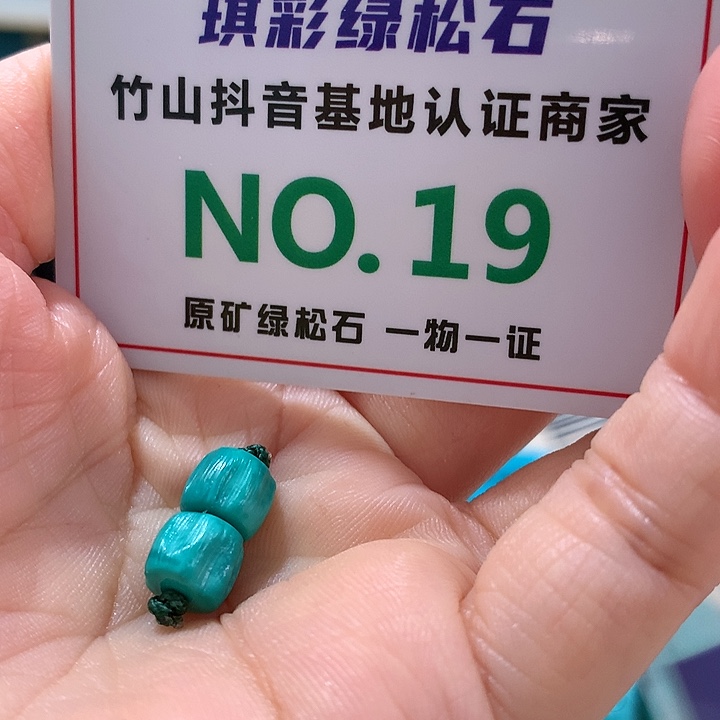 琪彩绿松石
竹山抖音基地认证商家
NO.19
原矿绿松石 一物一证